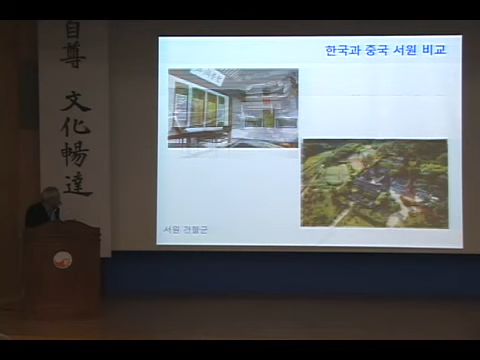 自尊
文化暢達
한국과 중국 서원 비교
서원 건물군